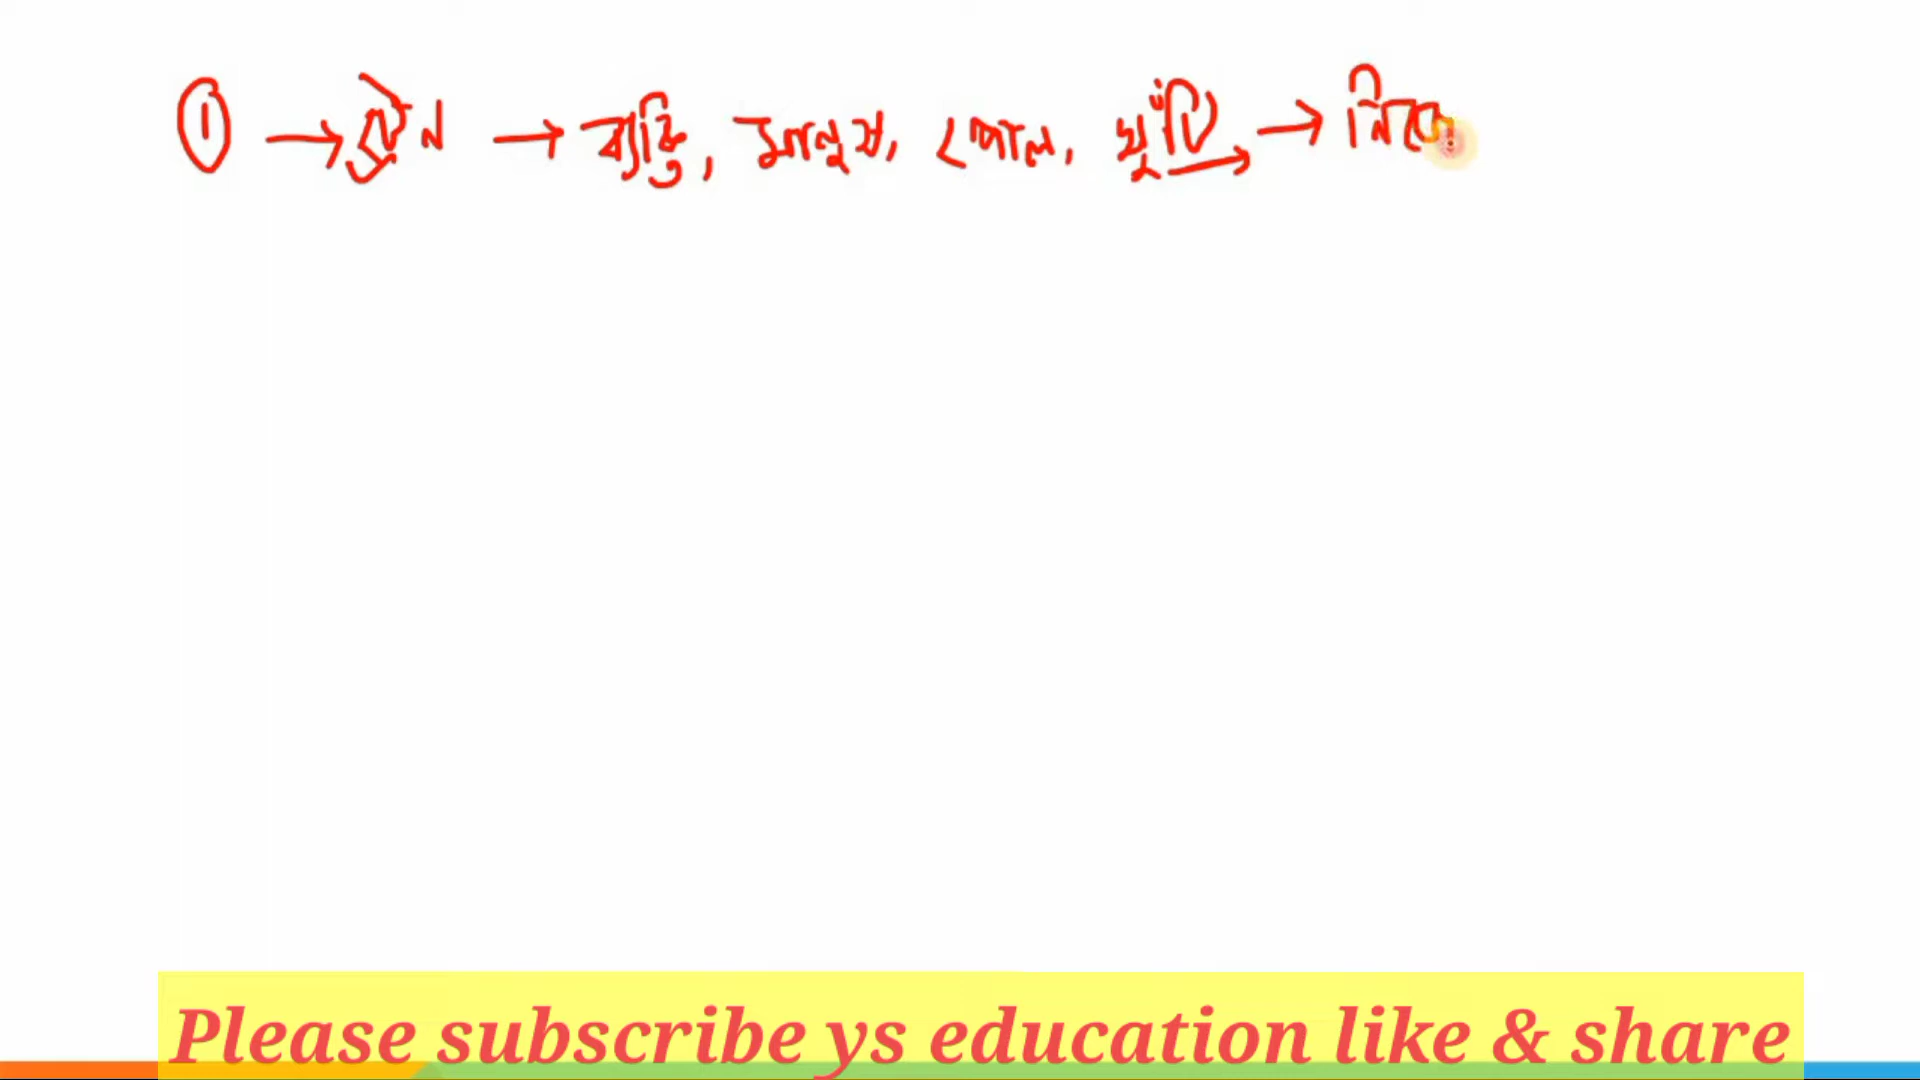 ① → ট্রেন → ব্যক্তি, মানুষ, পোল, খুঁটি → নিজে
Please subscribe ys education like & share